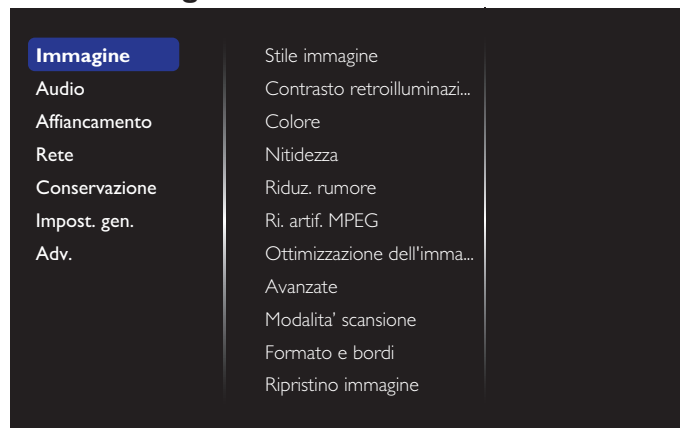 Immagine
Audio
Affiancamento
Rete
Conservazione
Impost. gen.
Adv.
Stile immagine
Contrasto retroilluminazi...
Colore
Nitidezza
Riduz. rumore
Ri. artif. MPEG
Ottimizzazione dell'imma...
Avanzate
Modalita’ scansione
Formato e bordi
Ripristino immagine